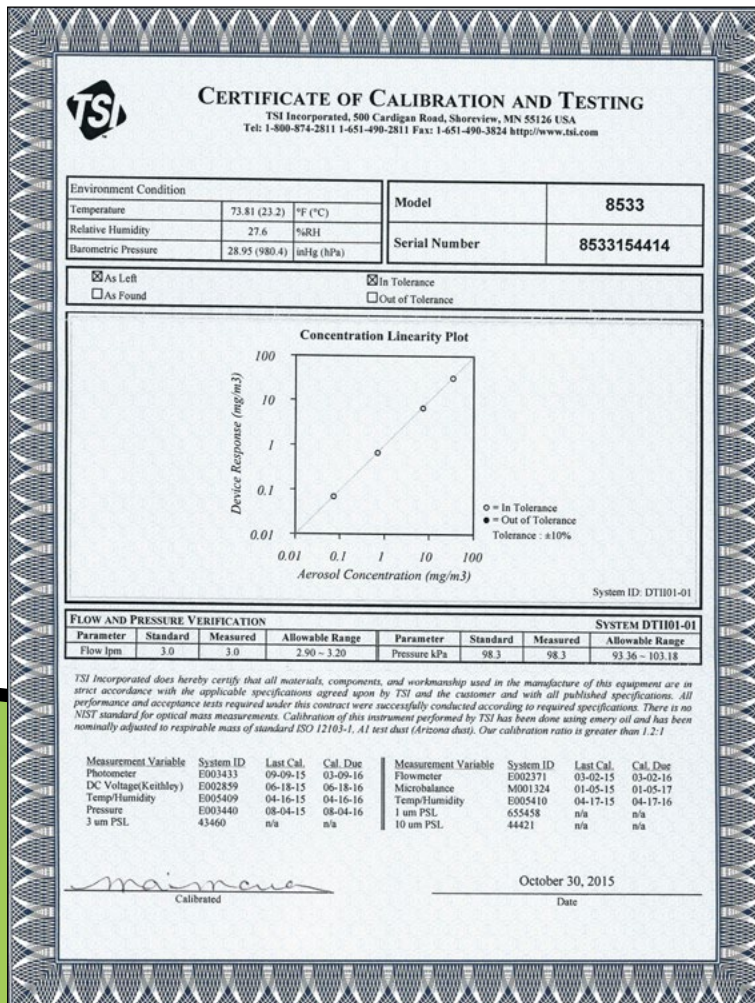 TSI
CERTIFICATE OF CALIBRATION AND TESTING
TSI Incorporated, 500 Cardigan Road, Shoreview, MN 55126 USA
Tel: 1-800-874-2811 1-651-490-2811 Fax: 1-651-490-3824 http://www.tsi.com
Environment Condition
Temperature 73.81 (23.2) °F (°C)
Relative Humidity 27.6 %RH
Barometric Pressure 28.95 (980.4) inHg (hPa)
Model 8533
Serial Number 8533154414
☒As Left ☒In Tolerance
☐As Found ☐Out of Tolerance
Concentration Linearity Plot
100
10
1
0.1
0.01
Device Response (mg/m3)
0.01 0.1 1 10 100
Aerosol Concentration (mg/m3)
o = In Tolerance
● = Out of Tolerance
Tolerance : ±10%
System ID: DTII01-01
FLOW AND PRESSURE VERIFICATION SYSTEM DTII01-01
Parameter Standard Measured Allowable Range Parameter Standard Measured Allowable Range
Flow lpm 3.0 3.0 2.90 ~ 3.20 Pressure kPa 98.3 98.3 93.36 ~ 103.18
TSI Incorporated does hereby certify that all materials, components, and workmanship used in the manufacture of this equipment are in
strict accordance with the applicable specifications agreed upon by TSI and the customer and with all published specifications. All
performance and acceptance tests required under this contract were successfully conducted according to required specifications. There is no
NIST standard for optical mass measurements. Calibration of this instrument performed by TSI has been done using emery oil and has been
nominally adjusted to respirable mass of standard ISO 12103-1, A1 test dust (Arizona dust). Our calibration ratio is greater than 1.2:1
Measurement Variable System ID Last Cal. Cal. Due
Photometer E003433 09-09-15 03-09-16
DC Voltage(Keithley) E002859 06-18-15 06-18-16
Temp/Humidity E005409 04-16-15 04-16-16
Pressure E003440 08-04-15 08-04-16
3 um PSL 43460 n/a n/a
Measurement Variable System ID Last Cal. Cal. Due
Flowmeter E002371 03-02-15 03-02-16
Microbalance M001324 01-05-15 01-05-17
Temp/Humidity E005410 04-17-15 04-17-16
1 um PSL 655458 n/a n/a
10 um PSL 44421 n/a n/a
Calibrated
October 30, 2015
Date